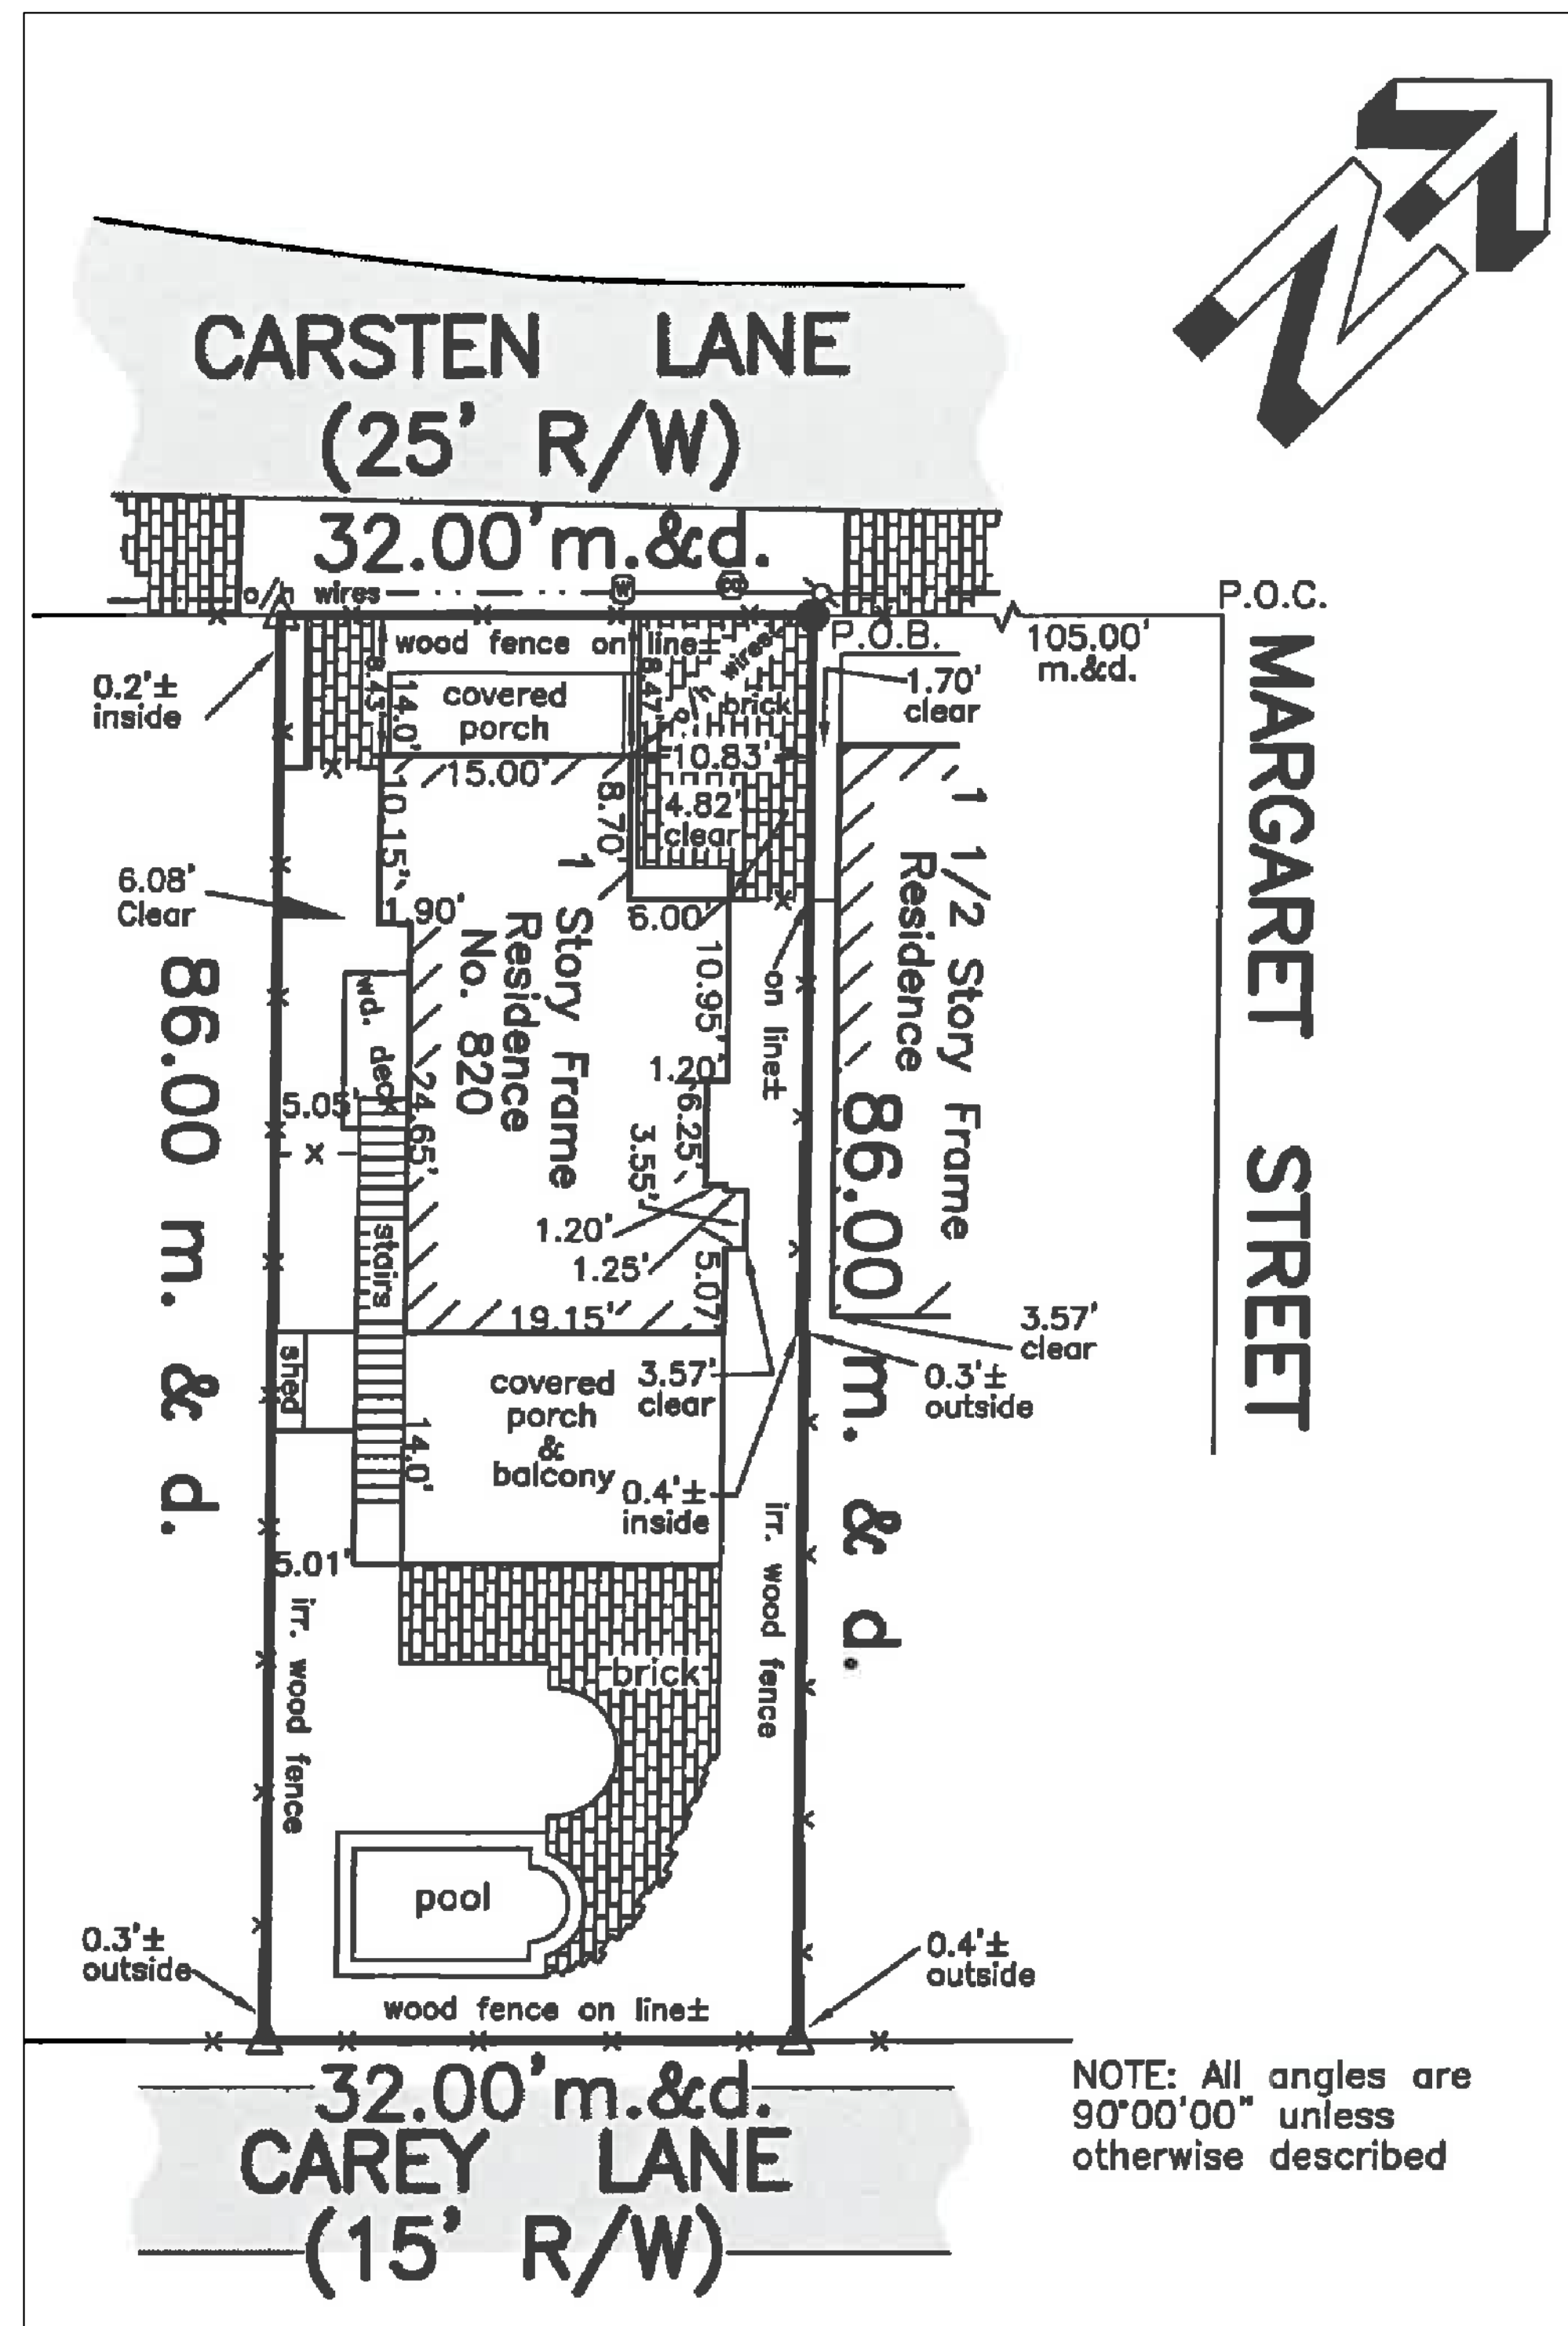 N
CARSTEN LANE
(25' R/W)
32.00'm.&d.
o/h wires
W
P.O.C.
P.O.B.
105.00'
m.&d.
wood fence on line±
0.2'±
inside
8.43'
14.0'
covered
porch
8.47'
wires
o/h
brick
1.70'
clear
10.83'
15.00'
4.82'
clear
10.15'
8.70'
6.08'
Clear
1.90'
6.00'
1 Story Frame
Residence
No. 820
10.95'
on line±
1 1/2 Story Frame
Residence
MARGARET STREET
86.00 m. & d.
86.00 m. & d.
wd. deck
5.05'
24.65'
1.20'
6.25'
3.55'
1.20'
1.25'
5.07'
stairs
19.15'
3.57'
clear
shed
covered
porch
&
balcony
3.57'
clear
0.3'±
outside
14.0'
0.4'±
inside
5.01'
irr. wood fence
irr. wood fence
brick
pool
0.3'±
outside
0.4'±
outside
wood fence on line±
32.00'm.&d.
CAREY LANE
(15' R/W)
NOTE: All angles are
90°00'00" unless
otherwise described